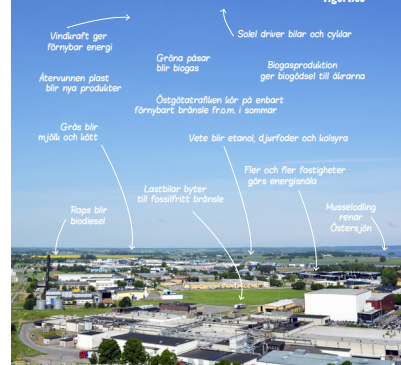 Vindkraft ger
förnybar energi
Solel driver bilar och cyklar
Gröna påsar
blir biogas
Biogasproduktion
ger biogödsel till åkrarna
Återvunnen plast
blir nya produkter
Östgötatrafiken kör på enbart
förnybart bränsle fr.o.m. i sommar
Gräs blir
mjölk och kött
Vete blir etanol, djurfoder och kolsyra
Fler och fler fastigheter
görs energisnåla
Lastbilar byter
till fossilfritt bränsle
Raps blir
biodiesel
Musselodling
renar
Östersjön